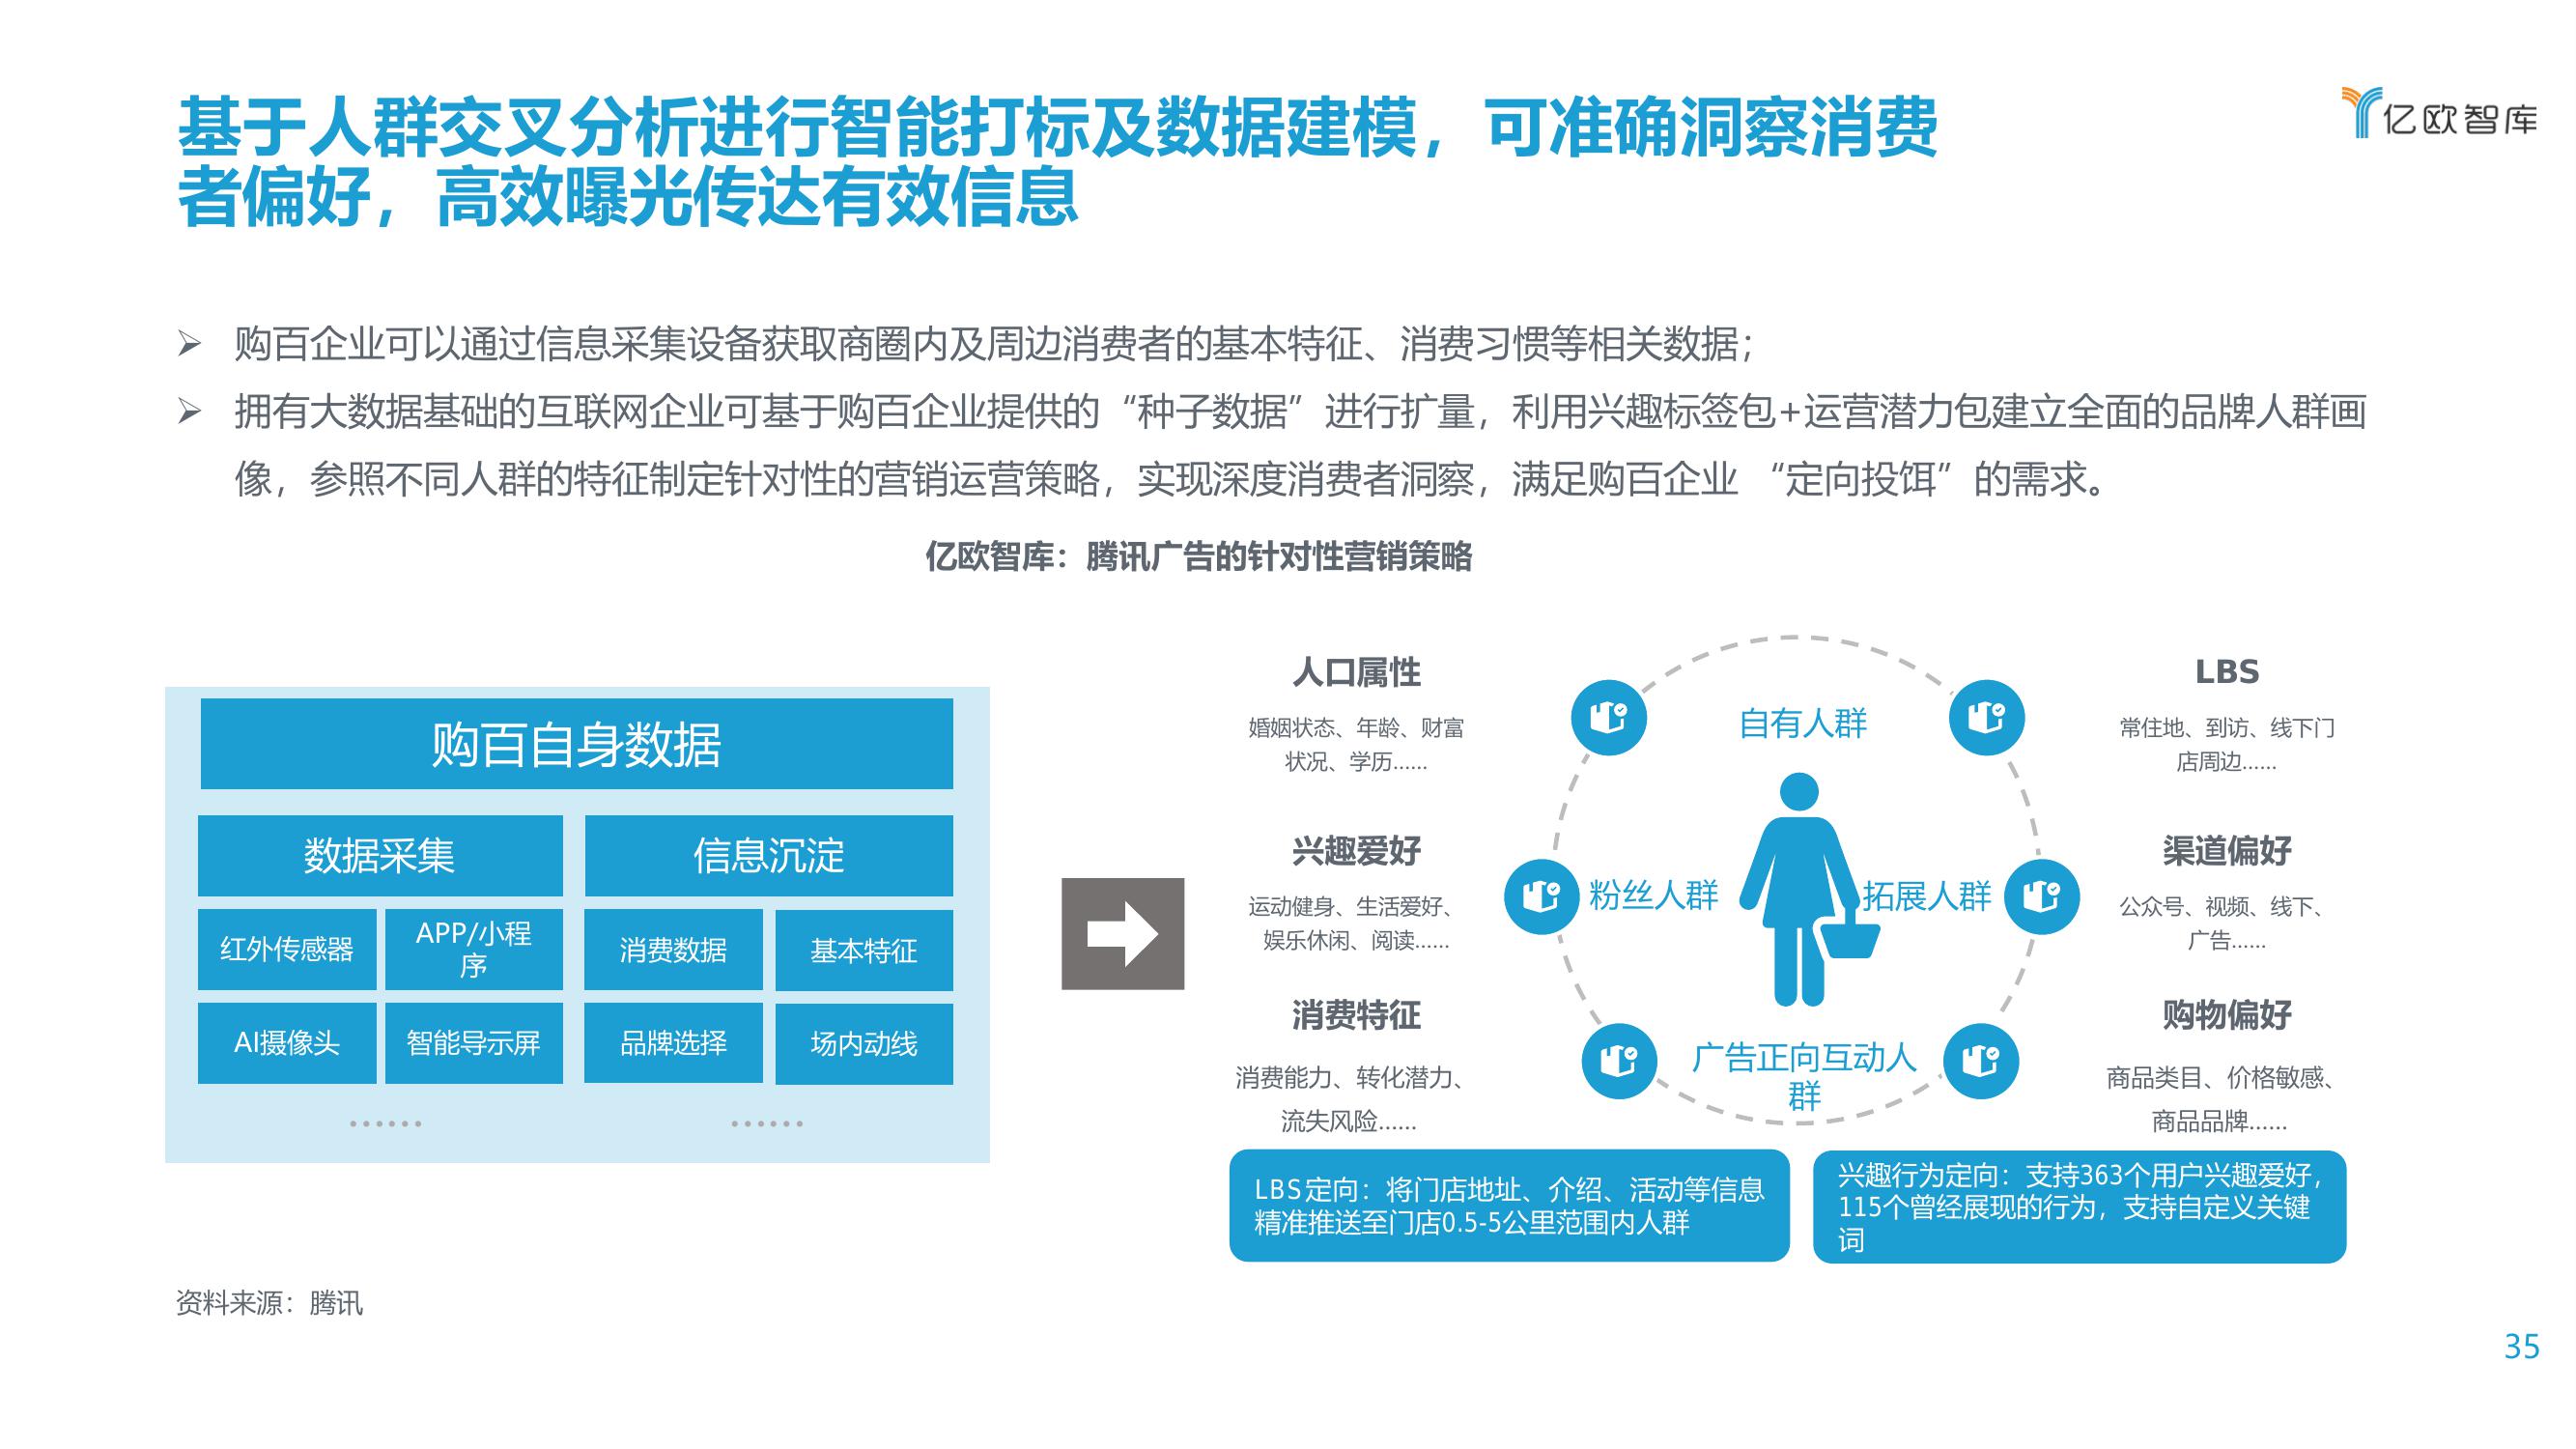 基于人群交叉分析进行智能打标及数据建模，可准确洞察消费
者偏好，高效曝光传达有效信息
亿欧智库
购百企业可以通过信息采集设备获取商圈内及周边消费者的基本特征、消费习惯等相关数据；
拥有大数据基础的互联网企业可基于购百企业提供的“种子数据”进行扩量，利用兴趣标签包+运营潜力包建立全面的品牌人群画
像，参照不同人群的特征制定针对性的营销运营策略，实现深度消费者洞察，满足购百企业 “定向投饵”的需求。
亿欧智库：腾讯广告的针对性营销策略
购百自身数据
数据采集
信息沉淀
红外传感器
APP/小程
序
消费数据
基本特征
AI摄像头
智能导示屏
品牌选择
场内动线
……
……
人口属性
婚姻状态、年龄、财富
状况、学历……
兴趣爱好
运动健身、生活爱好、
娱乐休闲、阅读……
消费特征
消费能力、转化潜力、
流失风险……
自有人群
粉丝人群
拓展人群
广告正向互动人
群
LBS
常住地、到访、线下门
店周边……
渠道偏好
公众号、视频、线下、
广告……
购物偏好
商品类目、价格敏感、
商品品牌……
LBS定向：将门店地址、介绍、活动等信息
精准推送至门店0.5-5公里范围内人群
兴趣行为定向：支持363个用户兴趣爱好，
115个曾经展现的行为，支持自定义关键
词
资料来源：腾讯
35